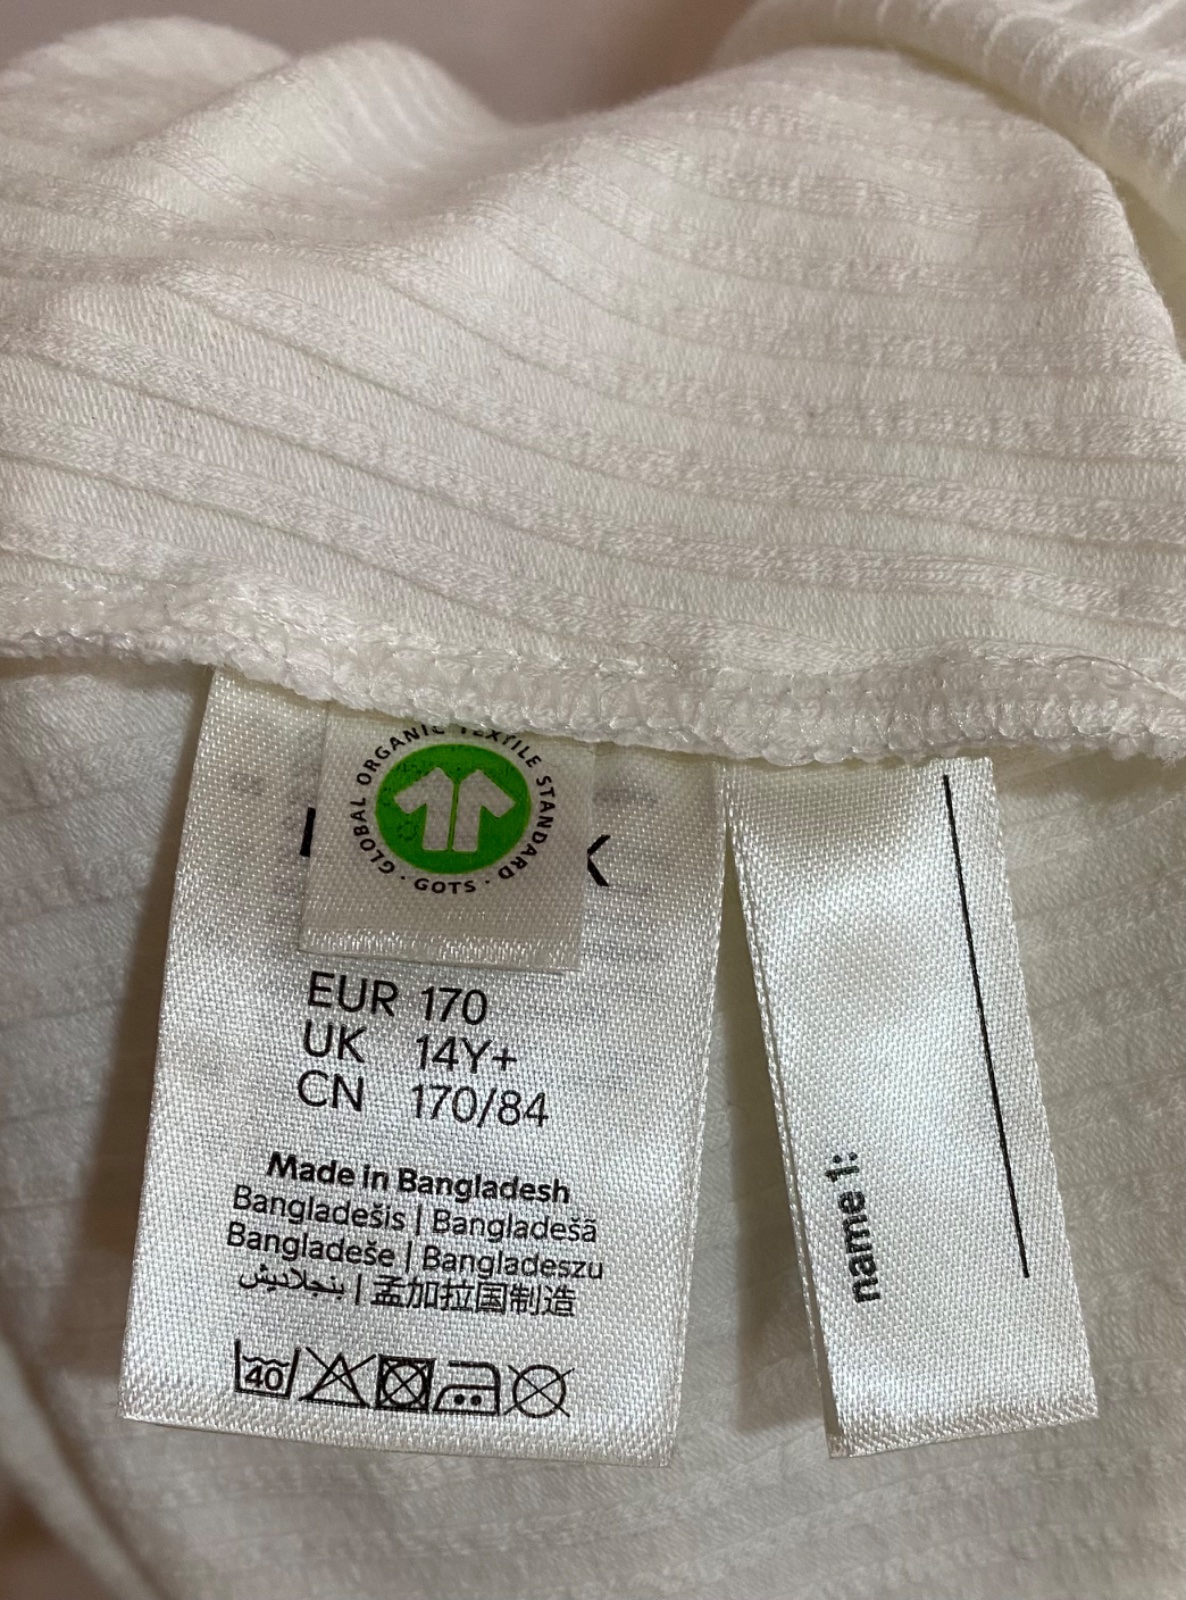 GLOBAL ORGANIC TEXTILE STANDARD · GOTS ·
K
EUR 170
UK 14Y+
CN 170/84
Made in Bangladesh
Bangladešis | Bangladešā
Bangladeše | Bangladeszu
بنجلاديش | 孟加拉国制造
40
name 1: